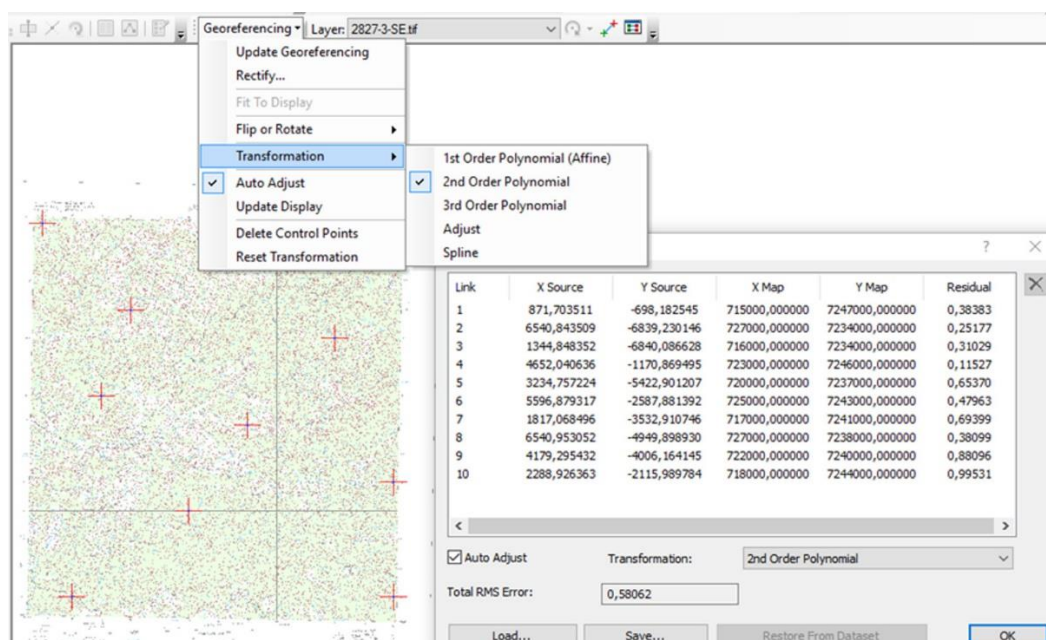 Georeferencing Layer: 2827-3-SE.tif
Update Georeferencing
Rectify...
Fit To Display
Flip or Rotate
Transformation
Auto Adjust
Update Display
Delete Control Points
Reset Transformation
1st Order Polynomial (Affine)
2nd Order Polynomial
3rd Order Polynomial
Adjust
Spline
?
Link X Source Y Source X Map Y Map Residual
1 871,703511 -698,182545 715000,000000 7247000,000000 0,38383
2 6540,843509 -6839,230146 727000,000000 7234000,000000 0,25177
3 1344,848352 -6840,086628 716000,000000 7234000,000000 0,31029
4 4652,040636 -1170,869495 723000,000000 7246000,000000 0,11527
5 3234,757224 -5422,901207 720000,000000 7237000,000000 0,65370
6 5596,879317 -2587,881392 725000,000000 7243000,000000 0,47963
7 1817,068496 -3532,910746 717000,000000 7241000,000000 0,69399
8 6540,953052 -4949,898930 727000,000000 7238000,000000 0,38099
9 4179,295432 -4006,164145 722000,000000 7240000,000000 0,88096
10 2288,926363 -2115,989784 718000,000000 7244000,000000 0,99531
Auto Adjust Transformation: 2nd Order Polynomial
Total RMS Error: 0,58062
Load... Save... Restore From Dataset OK